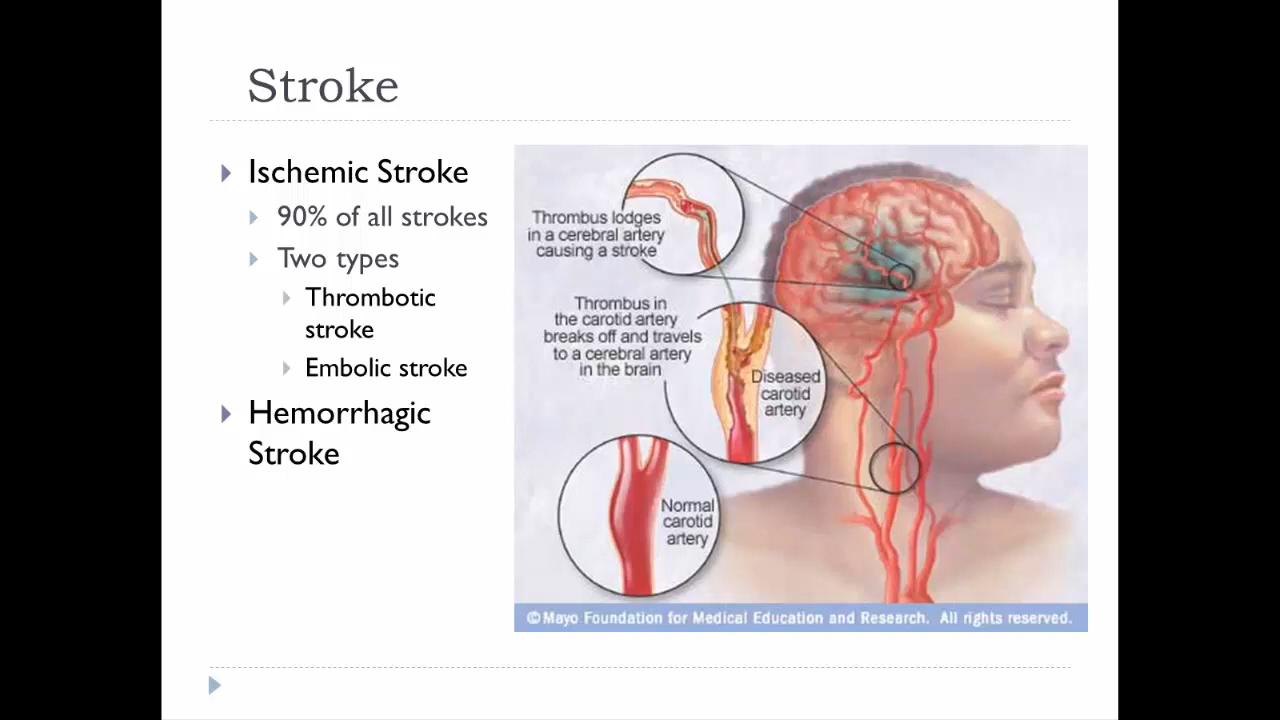 Stroke
Ischemic Stroke
90% of all strokes
Two types
Thrombotic
stroke
Embolic stroke
Hemorrhagic
Stroke
Thrombus lodges
in a cerebral artery
causing a stroke
Thrombus in
the carotid artery
breaks off and travels
to a cerebral artery
in the brain
Diseased
carotid
artery
Normal
carotid
artery
©Mayo Foundation for Medical Education and Research. All rights reserved.